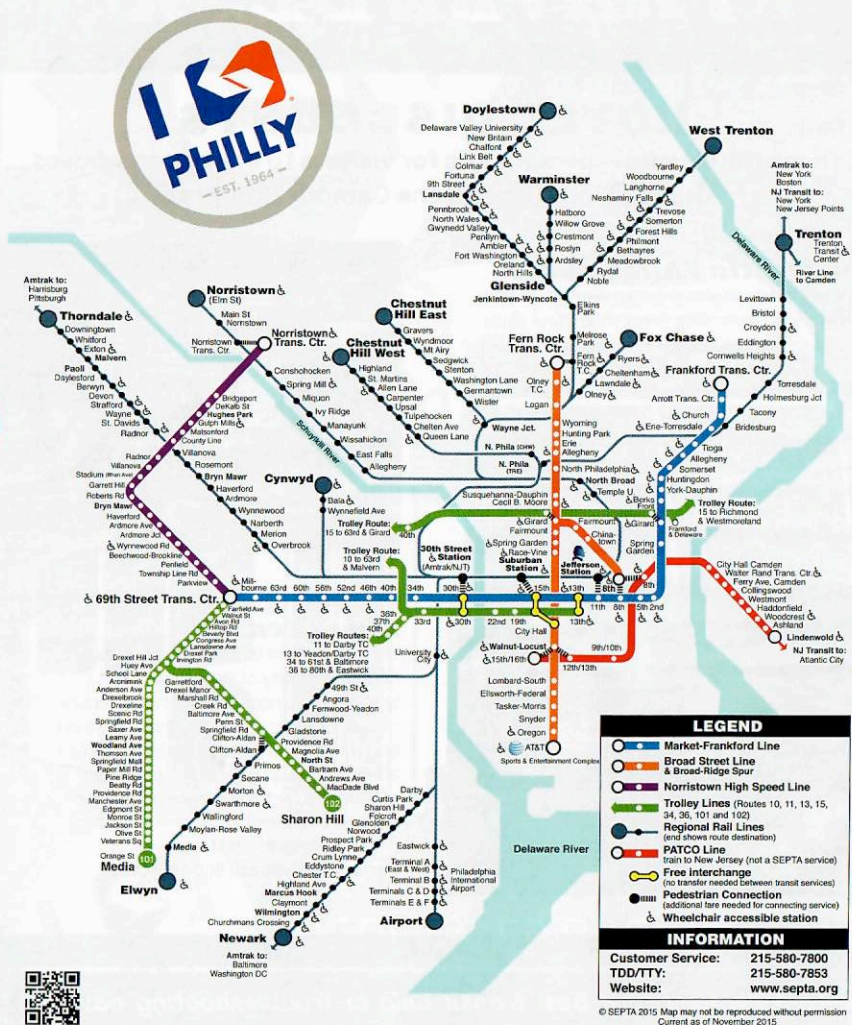 I
PHILLY
- EST. 1964 -
Doylestown
Delaware Valley University
New Britain
Chalfont
Link Belt
Colmar
Fortuna
9th Street
Lansdale
Pennbrook
North Wales
Gwynedd Valley
Penllyn
Ambler
Fort Washington
Oreland
North Hills
Warminster
Hatboro
Willow Grove
Crestmont
Roslyn
Ardsley
Glenside
Jenkintown-Wyncote
West Trenton
Yardley
Woodbourne
Langhorne
Neshaminy Falls
Trevose
Somerton
Forest Hills
Philmont
Bethayres
Meadowbrook
Rydal
Noble
Elkins
Park
Melrose
Park
Fern
Rock
T.C.
Amtrak to:
New York
Boston
NJ Transit to:
New York
New Jersey Points
Trenton
Trenton
Transit
Center
River Line
to Camden
Delaware River
Levittown
Bristol
Croydon
Eddington
Cornwells Heights
Torresdale
Holmesburg Jct
Tacony
Bridesburg
Amtrak to:
Harrisburg
Pittsburgh
Thorndale
Downingtown
Whitford
Exton
Malvern
Paoli
Daylesford
Berwyn
Devon
Strafford
Wayne
St. Davids
Radnor
Villanova
Rosemont
Bryn Mawr
Haverford
Ardmore
Wynnewood
Narberth
Merion
Overbrook
Norristown
(Elm St)
Main St
Norristown
Norristown
Trans. Ctr.
Conshohocken
Spring Mill
Miquon
Ivy Ridge
Manayunk
Wissahickon
East Falls
Allegheny
Schuylkill River
Norristown
Trans. Ctr.
Bridgeport
DeKalb St
Hughes Park
Gulph Mills
Matsonford
County Line
Radnor
Villanova
Stadium (Ithan Ave)
Garrett Hill
Roberts Rd
Bryn Mawr
Haverford
Ardmore Ave
Ardmore Jct
Wynnewood Rd
Beechwood-Brookline
Penfield
Township Line Rd
Parkview
69th Street Trans. Ctr.
Chestnut
Hill East
Gravers
Wyndmoor
Mt Airy
Sedgwick
Stenton
Washington Lane
Germantown
Wister
Wayne Jct.
Chestnut
Hill West
Highland
St. Martins
Allen Lane
Carpenter
Upsal
Tulpehocken
Chelten Ave
Queen Lane
N. Phila (CHW)
N. Phila
(TRE)
Fox Chase
Ryers
Cheltenham
Lawndale
Olney
Fern Rock
Trans. Ctr.
Olney
T.C.
Logan
Wyoming
Hunting Park
Erie
Allegheny
North Philadelphia
North Broad
Temple U.
Susquehanna-Dauphin
Cecil B. Moore
Girard
Fairmount
Spring Garden
Race-Vine
Fairmount
China-
town
Frankford Trans. Ctr.
Arrott Trans. Ctr.
Church
Erie-Torresdale
Tioga
Allegheny
Somerset
Huntingdon
York-Dauphin
Berks
Front
Girard
Frankford
& Delaware
Spring
Garden
Trolley Route:
15 to Richmond
& Westmoreland
Cynwyd
Bala
Wynnefield Ave
Trolley Route:
15 to 63rd & Girard
40th
Trolley Route:
10 to 63rd
& Malvern
30th Street
Station
(Amtrak/NJT)
Suburban
Station
Jefferson
Station
Mill-
bourne
63rd
60th
56th
52nd
46th
40th
34th
30th
15th
13th
11th
8th
8th
8th
5th
2nd
36th
37th
40th
33rd
30th
22nd
19th
City Hall
13th
Trolley Routes:
11 to Darby TC
13 to Yeadon/Darby TC
34 to 61st & Baltimore
36 to 80th & Eastwick
University
City
Walnut-Locust
15th/16th
12th/13th
9th/10th
Lombard-South
Ellsworth-Federal
Tasker-Morris
Snyder
Oregon
AT&T
Sports & Entertainment Complex
City Hall Camden
Walter Rand Trans. Ctr.
Ferry Ave, Camden
Collingswood
Westmont
Haddonfield
Woodcrest
Ashland
Lindenwold
NJ Transit to:
Atlantic City
Fairfield Ave
Walnut St
Avon Rd
Hilltop Rd
Beverly Blvd
Congress Ave
Lansdowne Ave
Drexel Park
Irvington Rd
Drexel Hill Jct
Huey Ave
School Lane
Aronimink
Anderson Ave
Drexelbrook
Drexeline
Scenic Rd
Springfield Rd
Saxer Ave
Leamy Ave
Woodland Ave
Thomson Ave
Springfield Mall
Paper Mill Rd
Pine Ridge
Beatty Rd
Providence Rd
Manchester Ave
Edgmont St
Monroe St
Jackson St
Olive St
Veterans Sq
Orange St
101
Media
Garrettford
Drexel Manor
Marshall Rd
Creek Rd
Baltimore Ave
Penn St
Springfield Rd
Clifton-Aldan
Providence Rd
Magnolia Ave
North St
Bartram Ave
Andrews Ave
MacDade Blvd
102
Sharon Hill
49th St
Angora
Fernwood-Yeadon
Lansdowne
Gladstone
Clifton-Aldan
Primos
Secane
Morton
Swarthmore
Wallingford
Moylan-Rose Valley
Media
Elwyn
Darby
Curtis Park
Sharon Hill
Folcroft
Glenolden
Norwood
Prospect Park
Ridley Park
Crum Lynne
Eddystone
Chester T.C.
Highland Ave
Marcus Hook
Claymont
Wilmington
Churchmans Crossing
Newark
Amtrak to:
Baltimore
Washington DC
Eastwick
Terminal A
(East & West)
Terminal B
Terminals C & D
Terminals E & F
Philadelphia
International
Airport
Airport
Delaware River
LEGEND
Market-Frankford Line
Broad Street Line
& Broad-Ridge Spur
Norristown High Speed Line
Trolley Lines (Routes 10, 11, 13, 15,
34, 36, 101 and 102)
Regional Rail Lines
(end shows route destination)
PATCO Line
train to New Jersey (not a SEPTA service)
Free interchange
(no transfer needed between transit services)
Pedestrian Connection
(additional fare needed for connecting service)
Wheelchair accessible station
INFORMATION
Customer Service: 215-580-7800
TDD/TTY: 215-580-7853
Website: www.septa.org
© SEPTA 2015 Map may not be reproduced without permission
Current as of November 2015